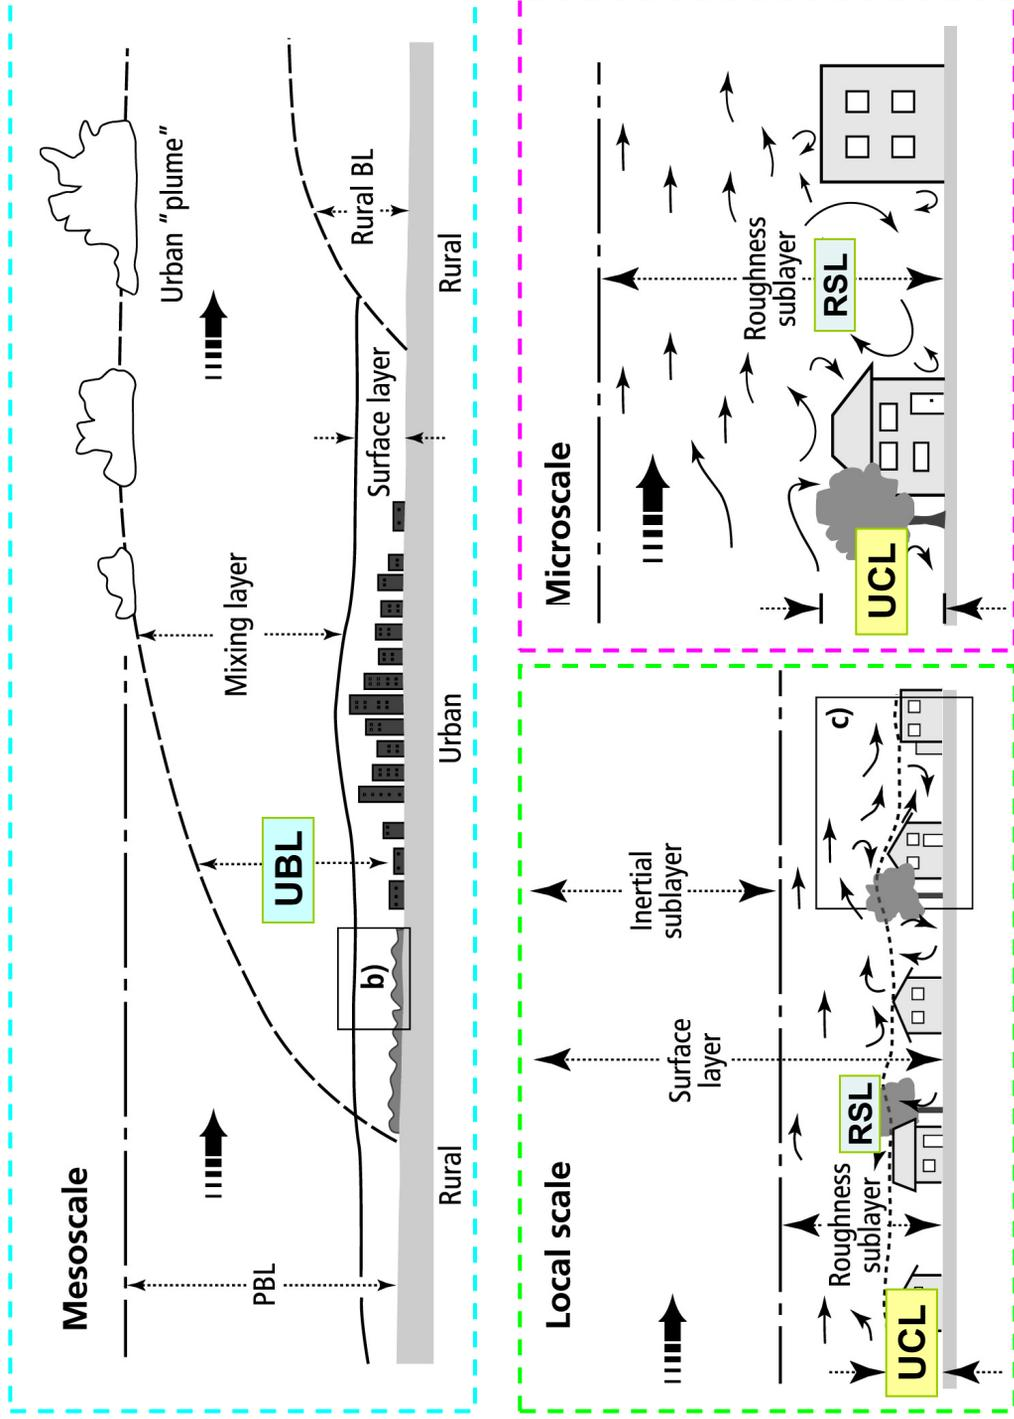 Mesoscale
Urban "plume"
Mixing layer
UBL
PBL
Surface layer
Rural BL
b)
Rural
Urban
Rural
Local scale
Inertial
sublayer
Surface
layer
Roughness
sublayer
RSL
UCL
c)
Microscale
Roughness
sublayer
RSL
UCL